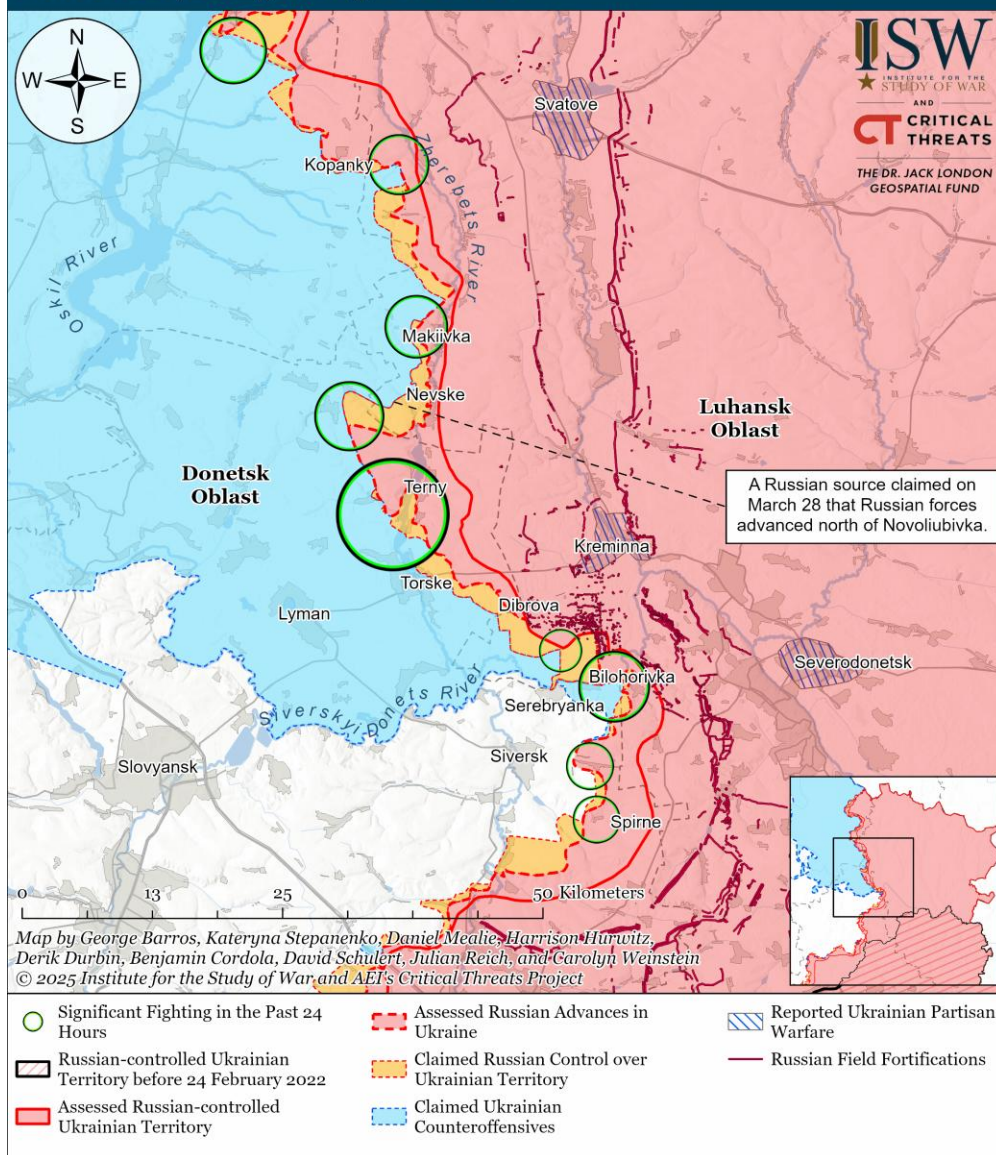 N
W E
S
ISW
INSTITUTE FOR THE
STUDY OF WAR
AND
CT CRITICAL
THREATS
THE DR. JACK LONDON
GEOSPATIAL FUND
Svatove
Kopanky
Zherebets River
Oskil River
Makiivka
Nevske
Luhansk
Oblast
Donetsk
Oblast
A Russian source claimed on
March 28 that Russian forces
advanced north of Novoliubivka.
Terny
Kreminna
Torske
Dibrova
Lyman
Severodonetsk
Bilohorivka
Serebryanka
Siverskyi Donets River
Siversk
Slovyansk
Spirne
0 13 25 50 Kilometers
Map by George Barros, Kateryna Stepanenko, Daniel Mealie, Harrison Hurwitz,
Derik Durbin, Benjamin Cordola, David Schulert, Julian Reich, and Carolyn Weinstein
© 2025 Institute for the Study of War and AEI's Critical Threats Project
Significant Fighting in the Past 24
Hours
Russian-controlled Ukrainian
Territory before 24 February 2022
Assessed Russian-controlled
Ukrainian Territory
Assessed Russian Advances in
Ukraine
Claimed Russian Control over
Ukrainian Territory
Claimed Ukrainian
Counteroffensives
Reported Ukrainian Partisan
Warfare
Russian Field Fortifications